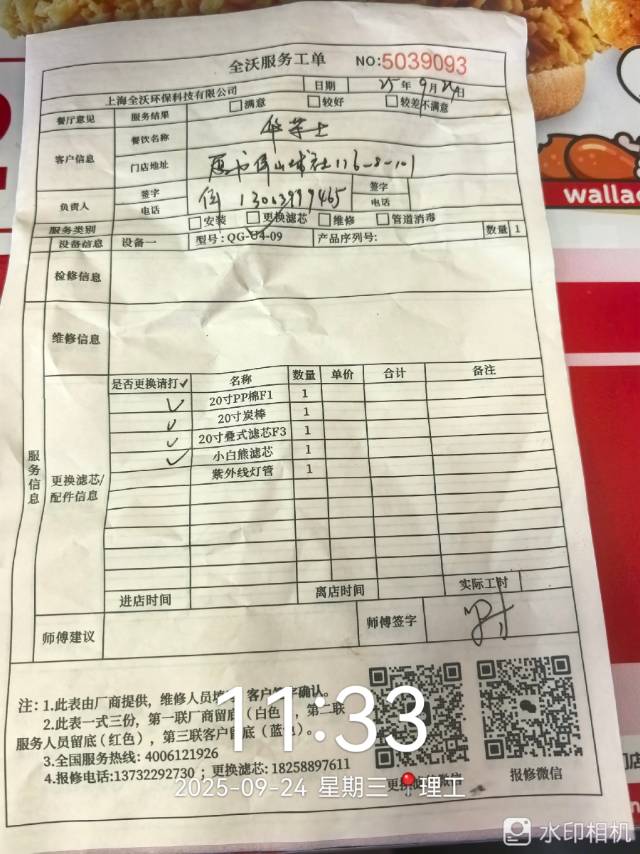 全沃服务工单
NO:5039093
上海全沃环保科技有限公司 日期 25年9月24日
餐厅意见 服务结果 满意 较好 较差不满意
客户信息 餐饮名称 华莱士
门店地址 116-8-101
负责人 签字 签字
电话 电话
服务类别 安装 更换滤芯 维修 管道消毒
设备信息 设备一 型号:QG-U4-09 产品序列号: 数量 1
检修信息
维修信息
服务信息
更换滤芯/配件信息
是否更换请打✓ 名称 数量 单价 合计 备注
✓ 20寸PP棉F1 1
✓ 20寸炭棒 1
✓ 20寸叠式滤芯F3 1
✓ 小白熊滤芯 1
紫外线灯管 1
进店时间 离店时间 实际工时
师傅建议 师傅签字
注:1.此表由厂商提供,维修人员填 客户 字确认。
2.此表一式三份,第一联厂商留底(白色),第二联
服务人员留底(红色),第三联客户留底(蓝色)。
3.全国服务热线:4006121926
4.报修电话:13732292730;更换滤芯:18258897611
报修微信
11:33
2025-09-24 星期三 理工
水印相机
walla